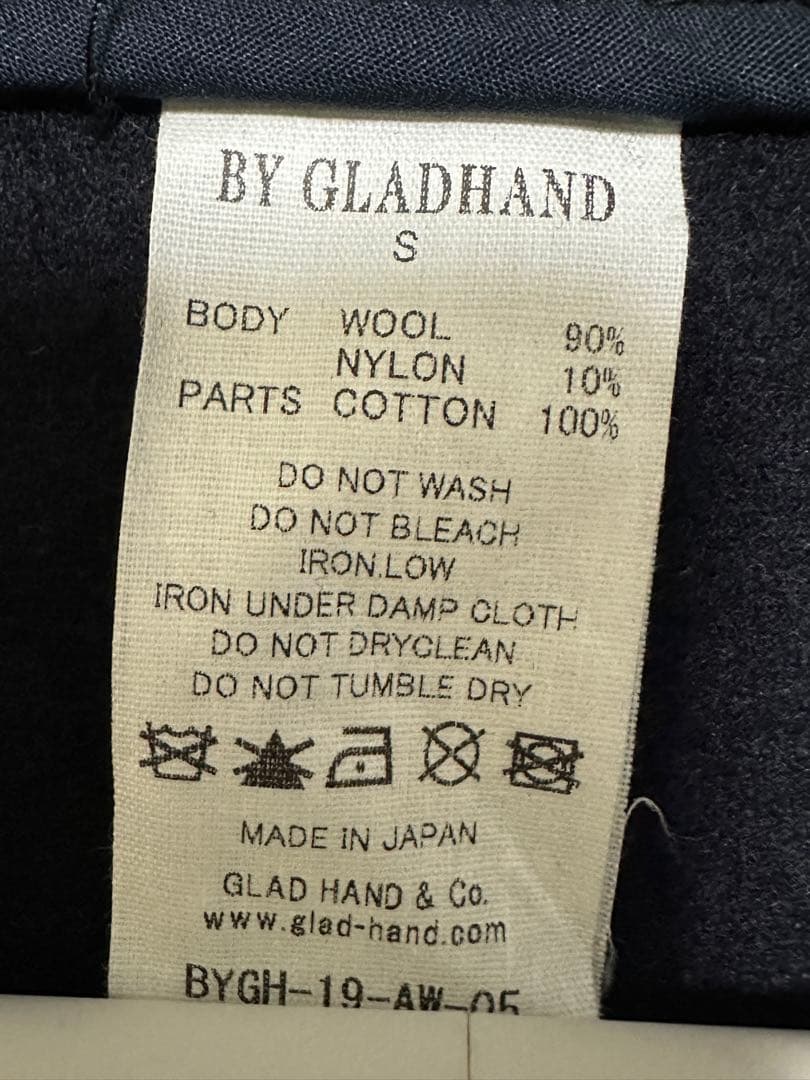 BY GLADHAND
S
BODY WOOL 90%
NYLON 10%
PARTS COTTON 100%
DO NOT WASH
DO NOT BLEACH
IRON.LOW
IRON UNDER DAMP CLOTH
DO NOT DRYCLEAN
DO NOT TUMBLE DRY
MADE IN JAPAN
GLAD HAND & Co.
www.glad-hand.com
BYGH-19-AW-05